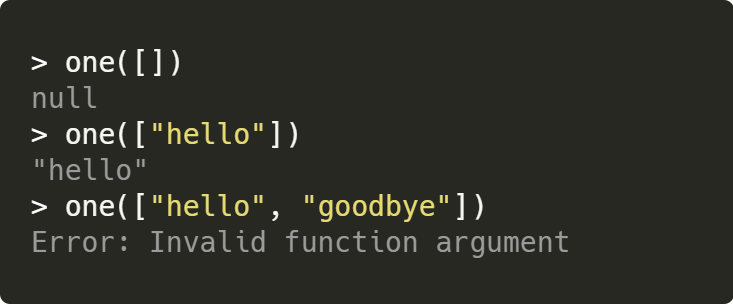 > one([])
null
> one(["hello"])
"hello"
> one(["hello", "goodbye"])
Error: Invalid function argument